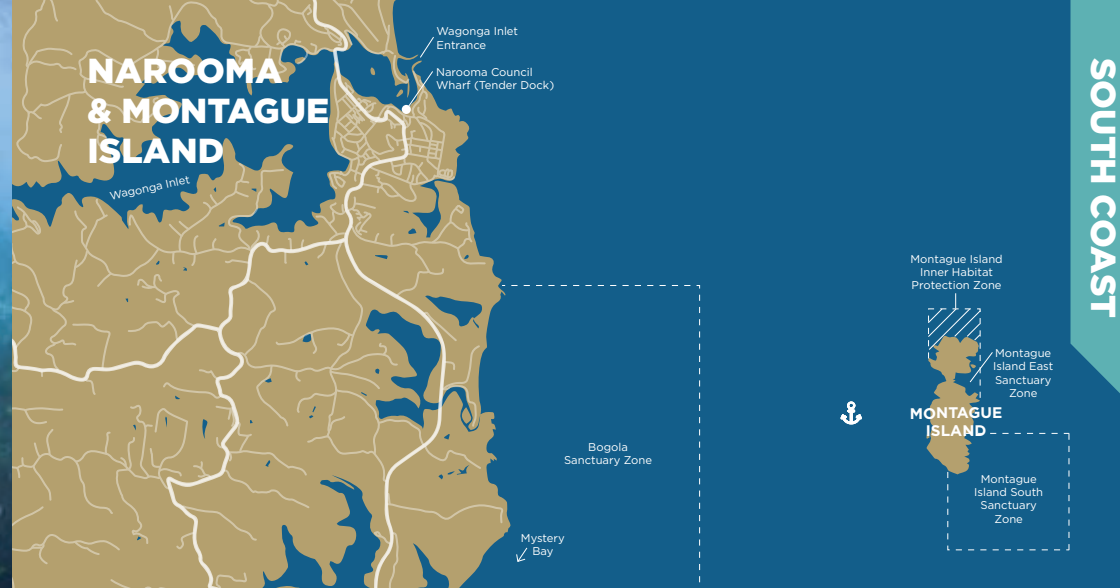 NAROOMA
& MONTAGUE
ISLAND
Wagonga Inlet
Entrance
Narooma Council
Wharf (Tender Dock)
Wagonga Inlet
SOUTH COAST
Montague Island
Inner Habitat
Protection Zone
Montague
Island East
Sanctuary
Zone
MONTAGUE
ISLAND
Bogola
Sanctuary Zone
Montague
Island South
Sanctuary
Zone
Mystery
Bay